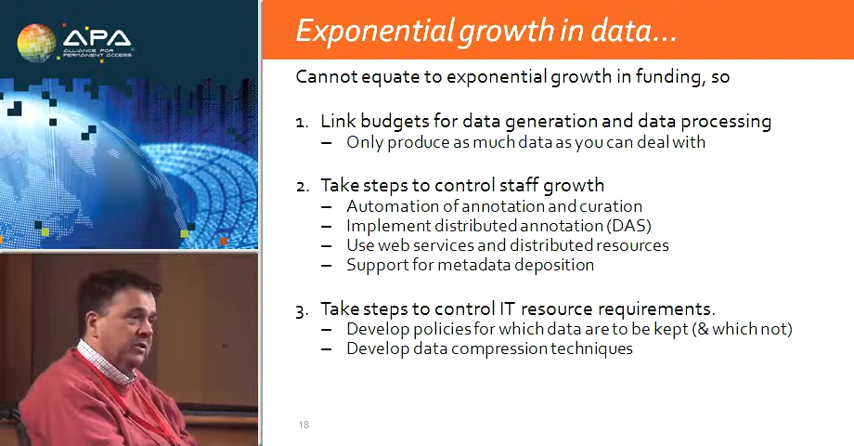 APA
ALLIANCE FOR
PERMANENT ACCESS
Exponential growth in data...
Cannot equate to exponential growth in funding, so
1. Link budgets for data generation and data processing
– Only produce as much data as you can deal with
2. Take steps to control staff growth
– Automation of annotation and curation
– Implement distributed annotation (DAS)
– Use web services and distributed resources
– Support for metadata deposition
3. Take steps to control IT resource requirements.
– Develop policies for which data are to be kept (& which not)
– Develop data compression techniques
18